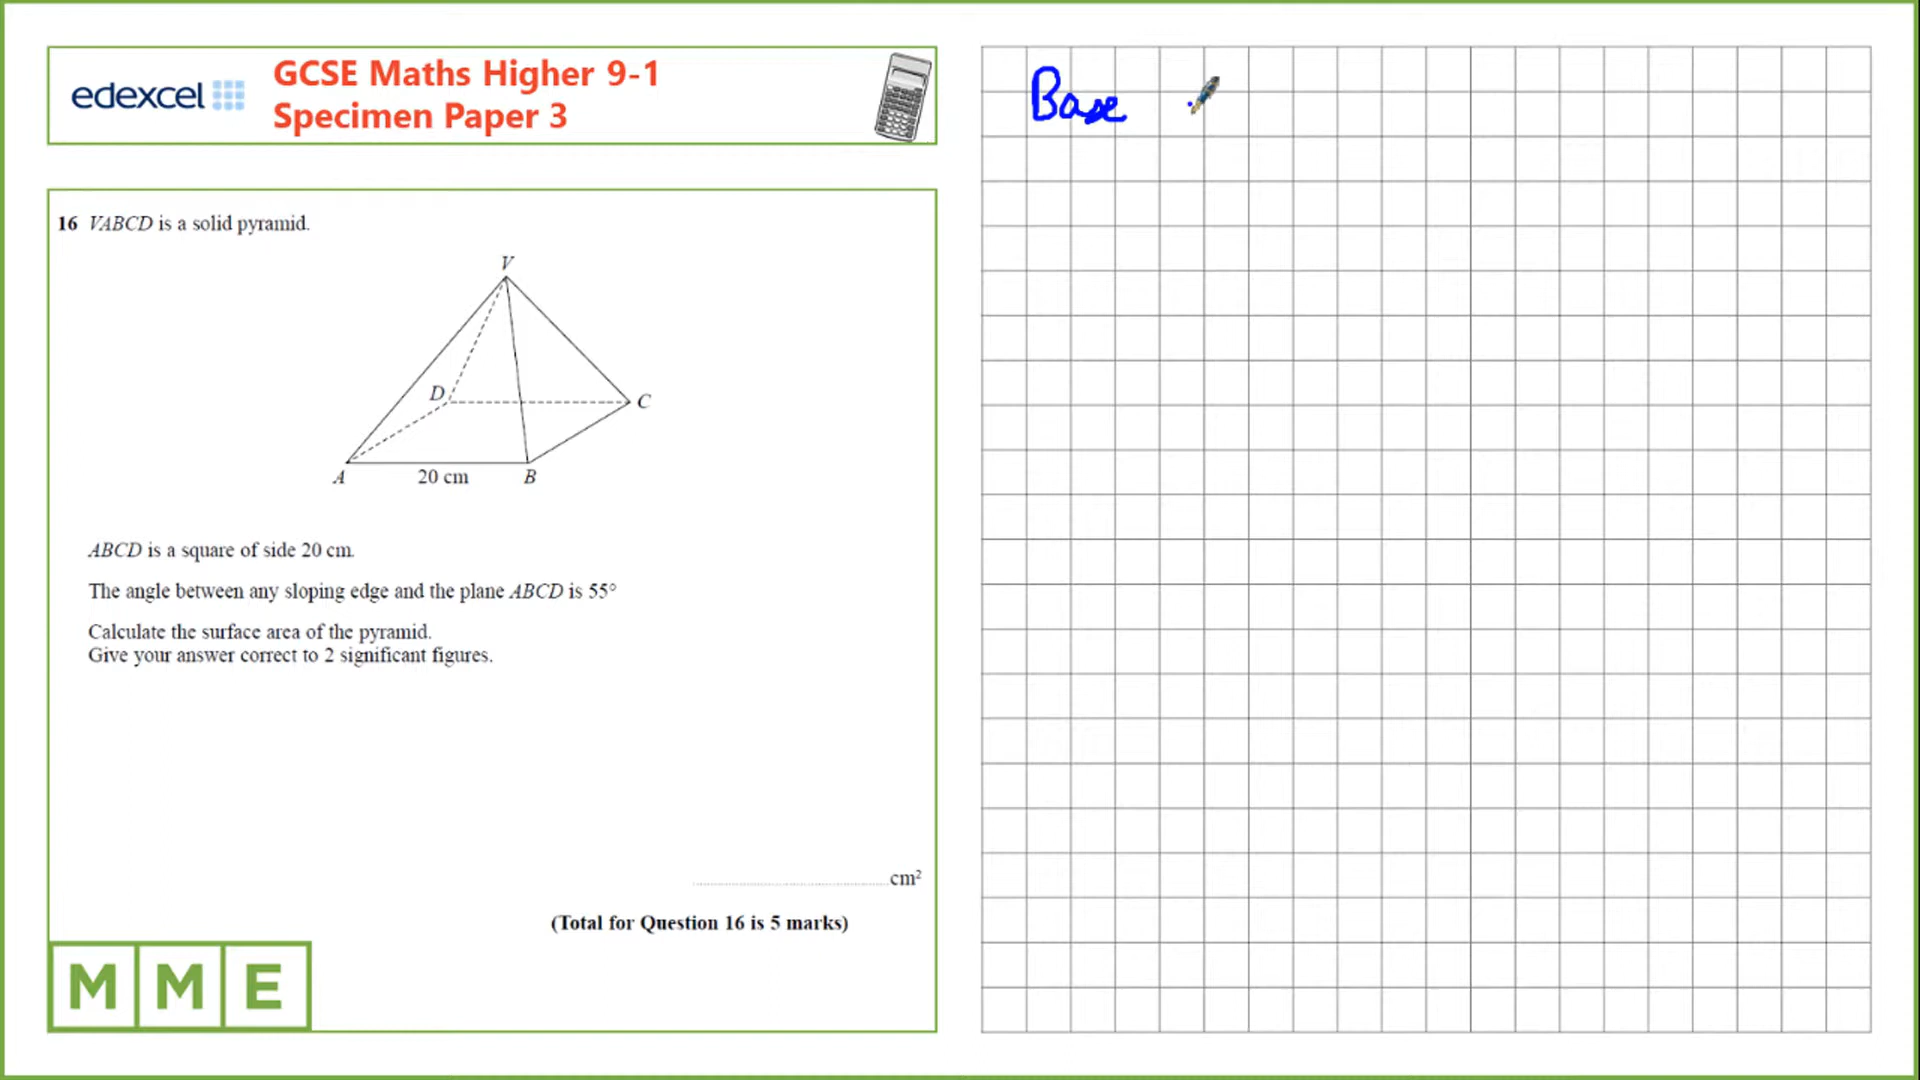 edexcel
GCSE Maths Higher 9-1
Specimen Paper 3
Base
16 VABCD is a solid pyramid.
V
D
C
A
20 cm
B
ABCD is a square of side 20 cm.
The angle between any sloping edge and the plane ABCD is 55°
Calculate the surface area of the pyramid.
Give your answer correct to 2 significant figures.
cm²
(Total for Question 16 is 5 marks)
MME